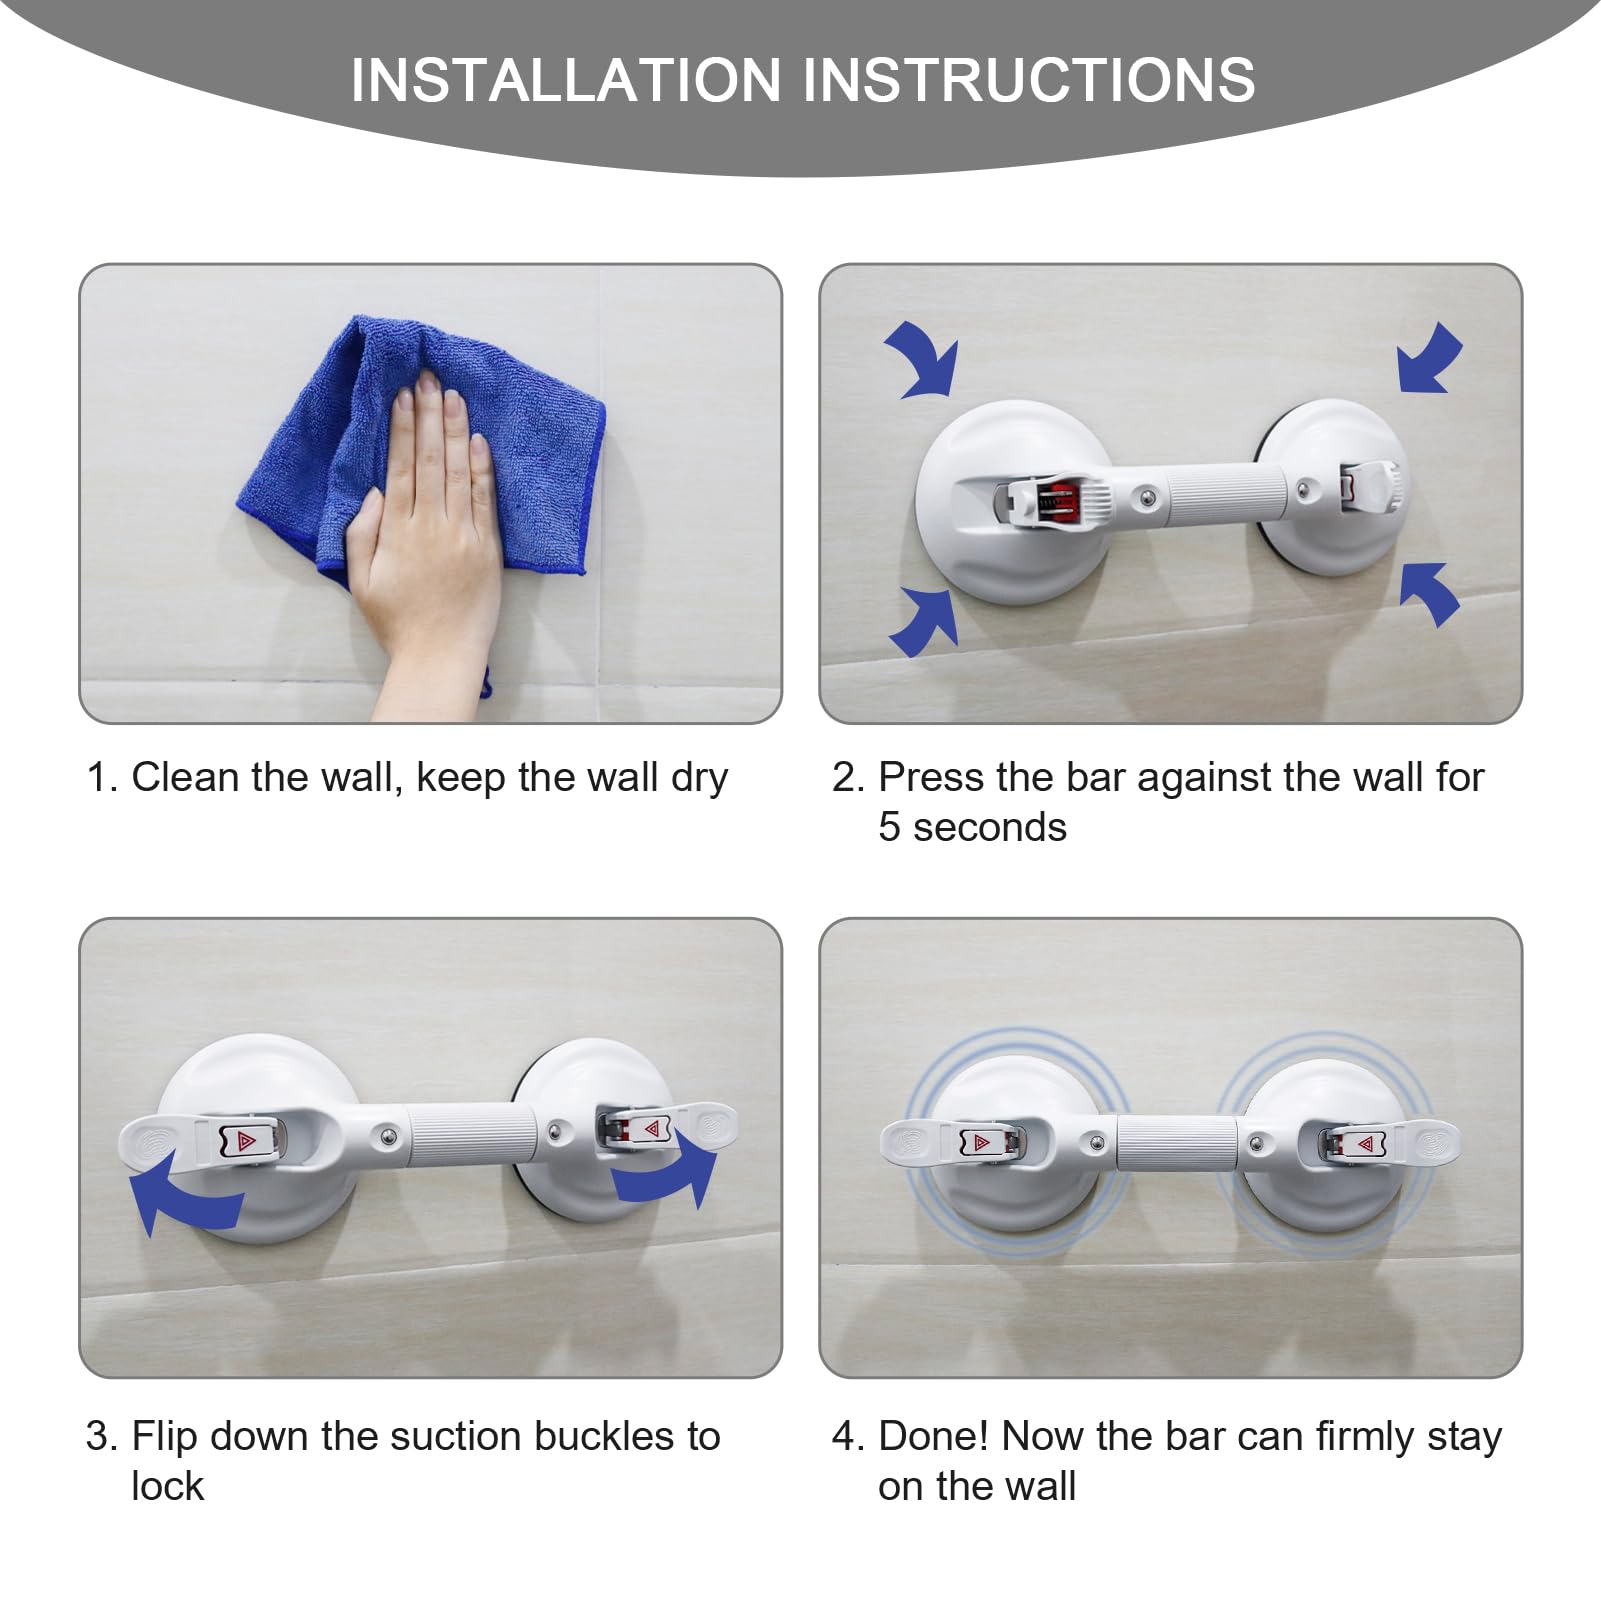 INSTALLATION INSTRUCTIONS
1. Clean the wall, keep the wall dry
2. Press the bar against the wall for
5 seconds
3. Flip down the suction buckles to
lock
4. Done! Now the bar can firmly stay
on the wall